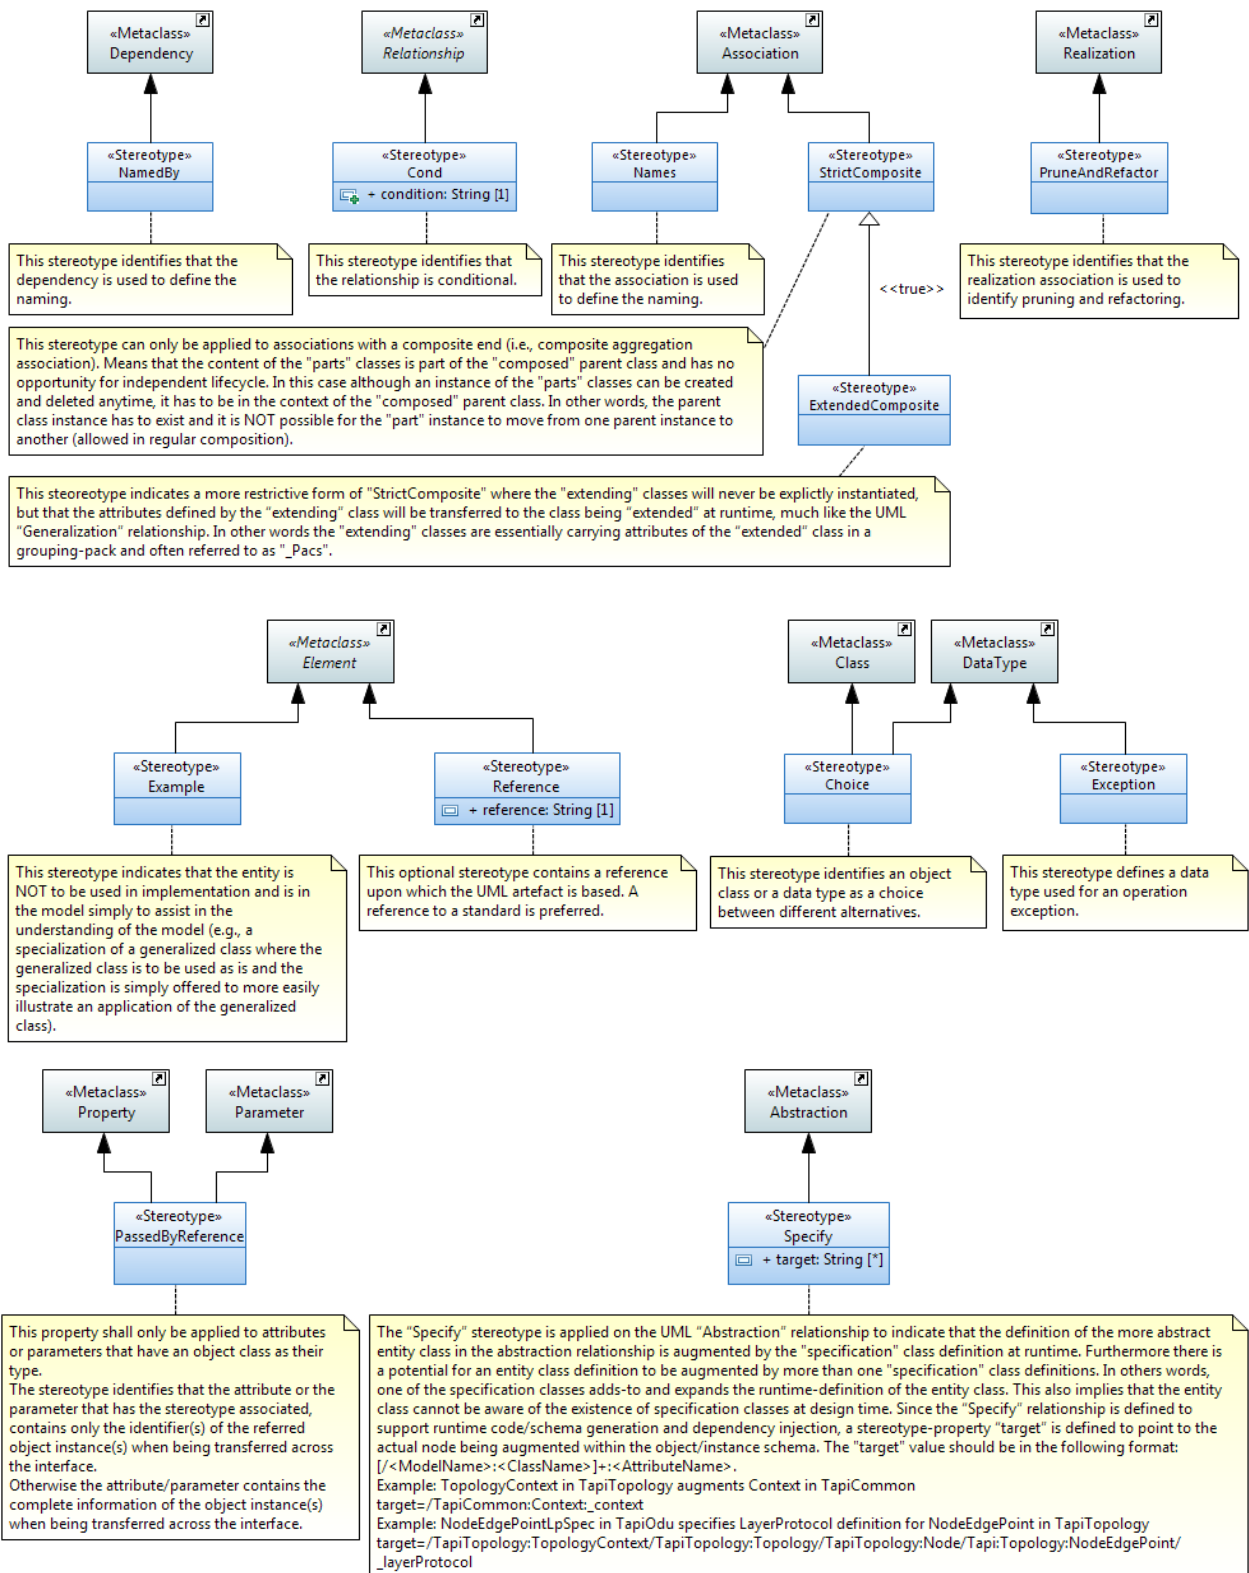 «Metaclass»
Dependency
«Metaclass»
Relationship
«Metaclass»
Association
«Metaclass»
Realization
«Stereotype»
NamedBy
«Stereotype»
Cond
+ condition: String [1]
«Stereotype»
Names
«Stereotype»
StrictComposite
«Stereotype»
PruneAndRefactor
This stereotype identifies that the
dependency is used to define the
naming.
This stereotype identifies that
the relationship is conditional.
This stereotype identifies
that the association is used
to define the naming.
<<true>>
This stereotype identifies that the
realization association is used to
identify pruning and refactoring.
This stereotype can only be applied to associations with a composite end (i.e., composite aggregation
association). Means that the content of the "parts" classes is part of the "composed" parent class and has no
opportunity for independent lifecycle. In this case although an instance of the "parts" classes can be created
and deleted anytime, it has to be in the context of the "composed" parent class. In other words, the parent
class instance has to exist and it is NOT possible for the "part" instance to move from one parent instance to
another (allowed in regular composition).
«Stereotype»
ExtendedComposite
This steoreotype indicates a more restrictive form of "StrictComposite" where the "extending" classes will never be explictly instantiated,
but that the attributes defined by the “extending” class will be transferred to the class being “extended” at runtime, much like the UML
“Generalization” relationship. In other words the "extending" classes are essentially carrying attributes of the “extended” class in a
grouping-pack and often referred to as "_Pacs".
«Metaclass»
Element
«Metaclass»
Class
«Metaclass»
DataType
«Stereotype»
Example
«Stereotype»
Reference
+ reference: String [1]
«Stereotype»
Choice
«Stereotype»
Exception
This stereotype indicates that the entity is
NOT to be used in implementation and is in
the model simply to assist in the
understanding of the model (e.g., a
specialization of a generalized class where the
generalized class is to be used as is and the
specialization is simply offered to more easily
illustrate an application of the generalized
class).
This optional stereotype contains a reference
upon which the UML artefact is based. A
reference to a standard is preferred.
This stereotype identifies an object
class or a data type as a choice
between different alternatives.
This stereotype defines a data
type used for an operation
exception.
«Metaclass»
Property
«Metaclass»
Parameter
«Metaclass»
Abstraction
«Stereotype»
PassedByReference
«Stereotype»
Specify
+ target: String [*]
This property shall only be applied to attributes
or parameters that have an object class as their
type.
The stereotype identifies that the attribute or the
parameter that has the stereotype associated,
contains only the identifier(s) of the referred
object instance(s) when being transferred across
the interface.
Otherwise the attribute/parameter contains the
complete information of the object instance(s)
when being transferred across the interface.
The “Specify” stereotype is applied on the UML “Abstraction” relationship to indicate that the definition of the more abstract
entity class in the abstraction relationship is augmented by the "specification" class definition at runtime. Furthermore there is
a potential for an entity class definition to be augmented by more than one "specification" class definitions. In others words,
one of the specification classes adds-to and expands the runtime-definition of the entity class. This also implies that the entity
class cannot be aware of the existence of specification classes at design time. Since the “Specify” relationship is defined to
support runtime code/schema generation and dependency injection, a stereotype-property “target” is defined to point to the
actual node being augmented within the object/instance schema. The "target" value should be in the following format:
[/<ModelName>:<ClassName>]+:<AttributeName>.
Example: TopologyContext in TapiTopology augments Context in TapiCommon
target=/TapiCommon:Context:_context
Example: NodeEdgePointLpSpec in TapiOdu specifies LayerProtocol definition for NodeEdgePoint in TapiTopology
target=/TapiTopology:TopologyContext/TapiTopology:Topology/TapiTopology:Node/Tapi:Topology:NodeEdgePoint/
_layerProtocol